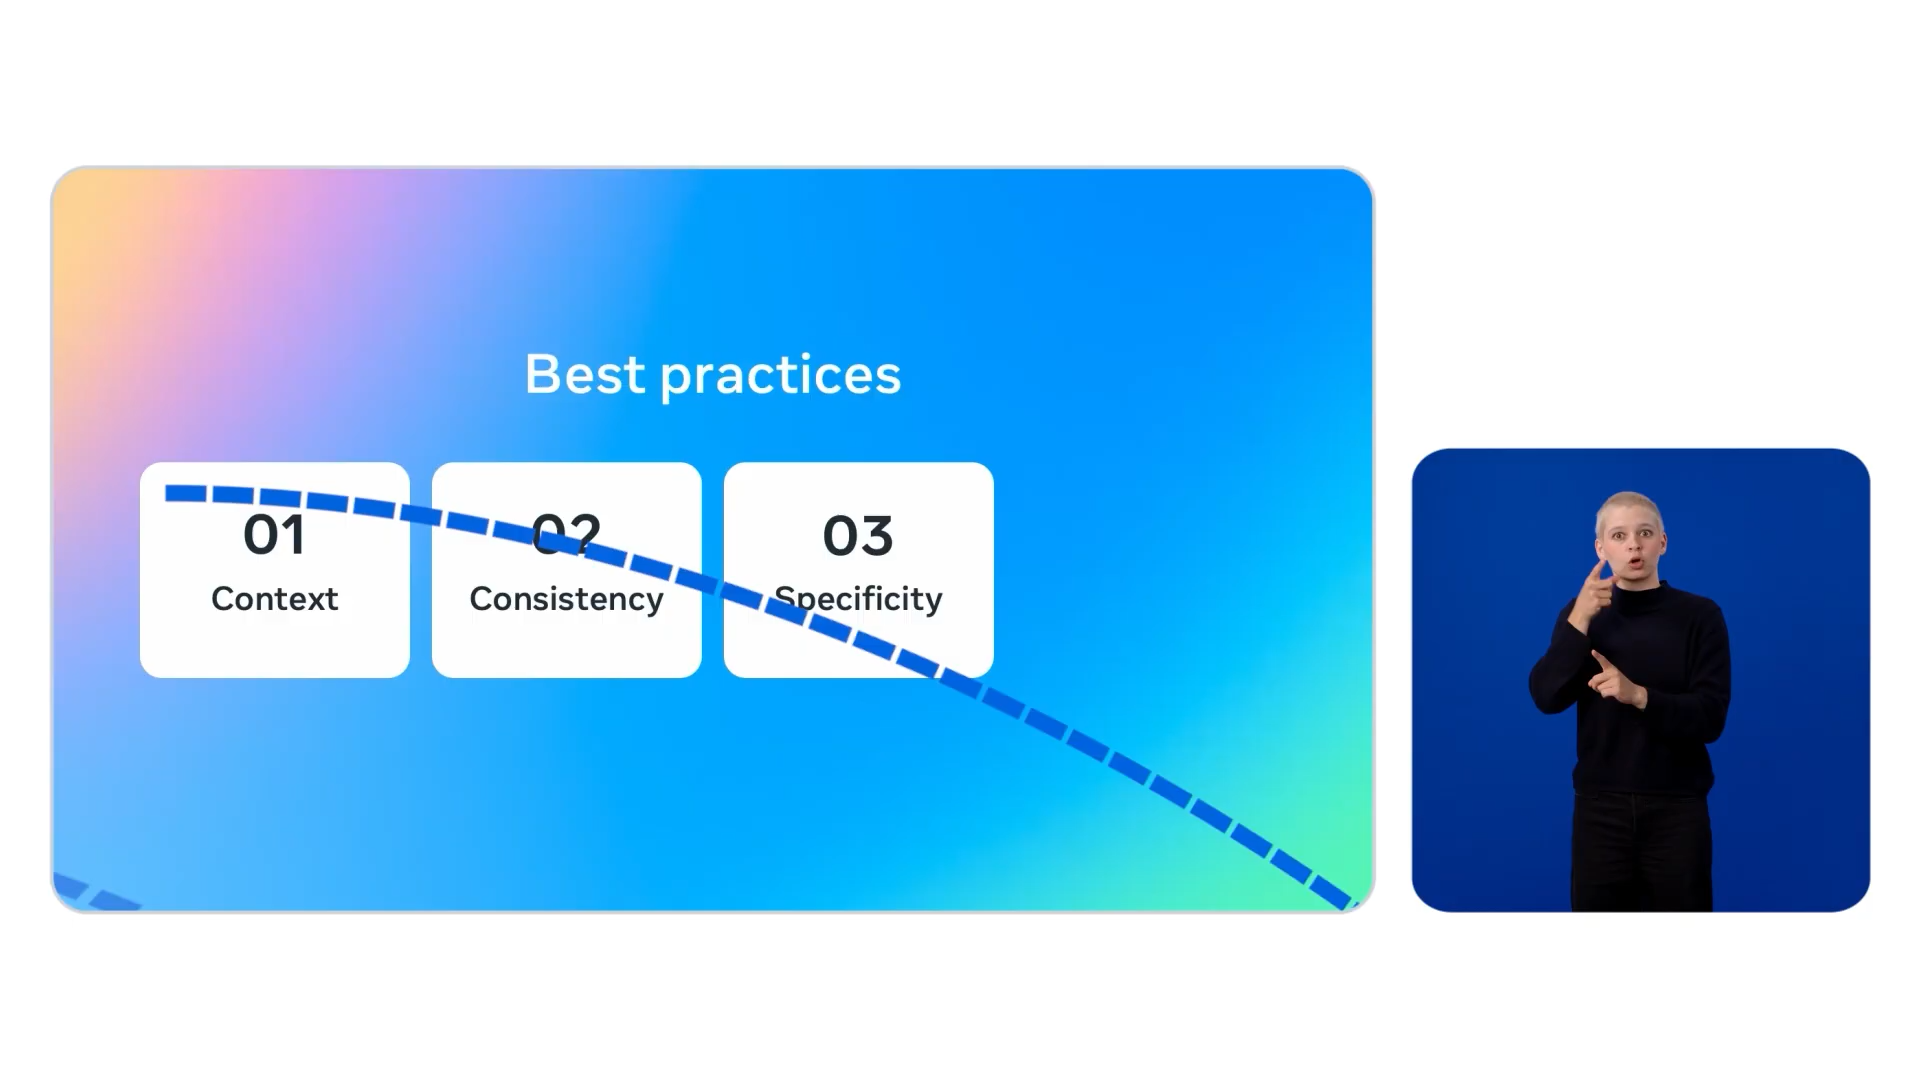 Best practices
01
Context
02
Consistency
03
Specificity